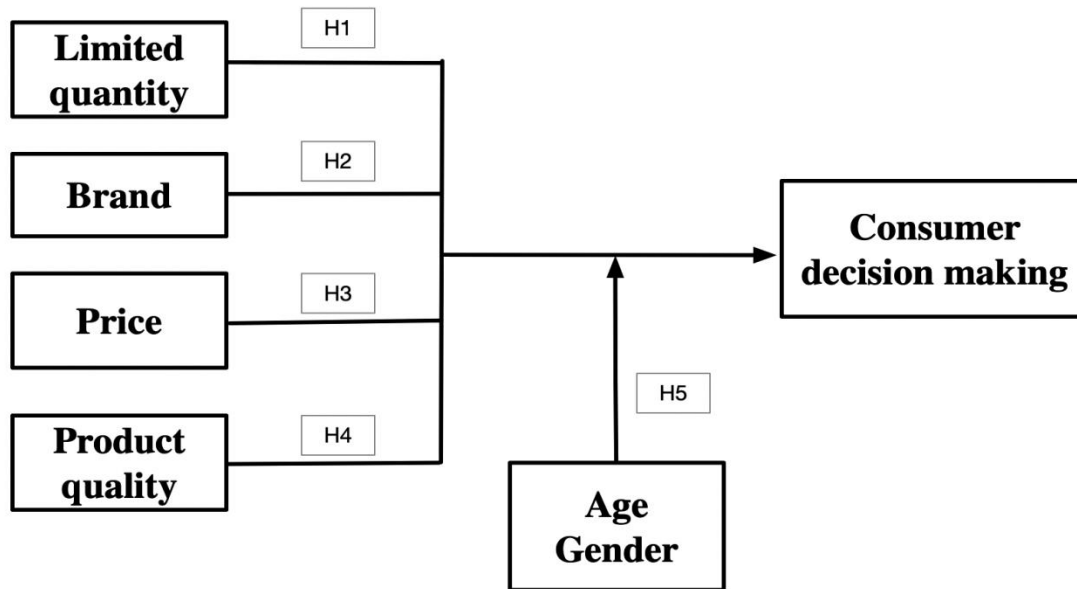 H1
Limited
quantity
H2
Brand
H3
Price
H4
Product
quality
Consumer
decision making
H5
Age
Gender